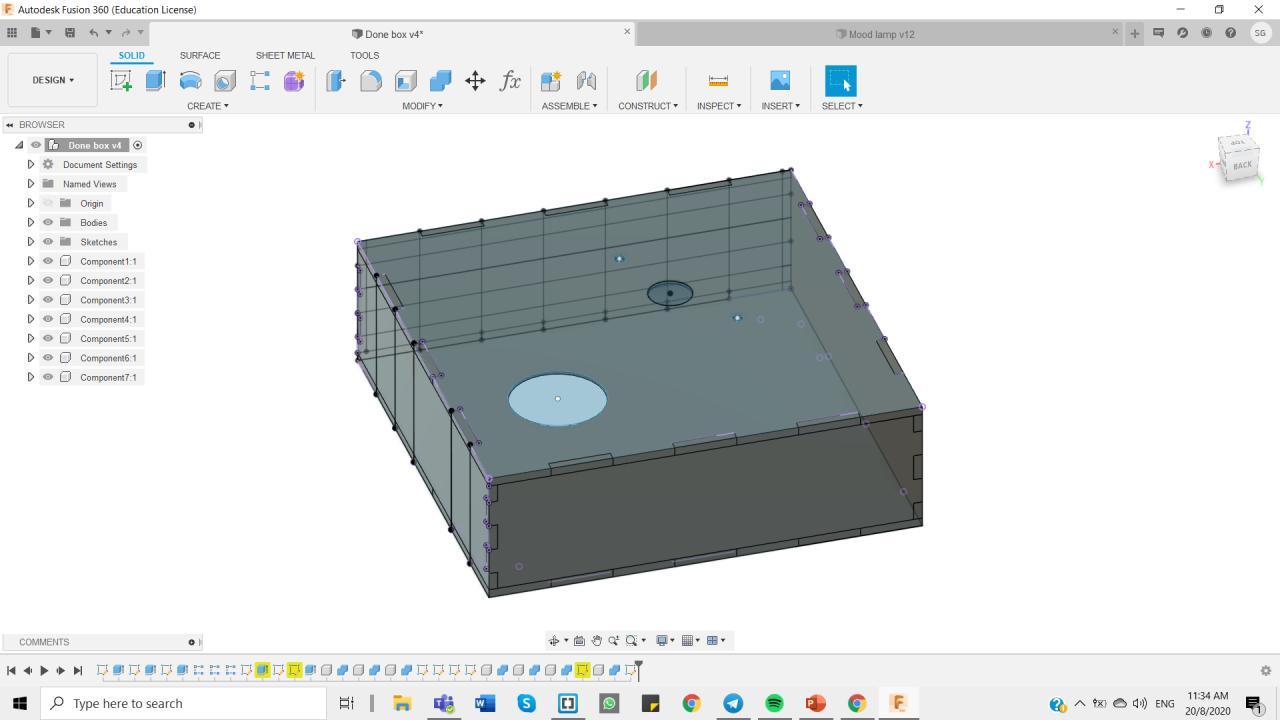 Autodesk Fusion 360 (Education License)
Done box v4*
Mood lamp v12
SG
DESIGN
SOLID SURFACE SHEET METAL TOOLS
CREATE MODIFY ASSEMBLE CONSTRUCT INSPECT INSERT SELECT
fx
BROWSER
Done box v4
Document Settings
Named Views
Origin
Bodies
Sketches
Component1:1
Component2:1
Component3:1
Component4:1
Component5:1
Component6:1
Component7:1
Z
TOP
X
BACK
Y
COMMENTS
Type here to search
ENG
11:34 AM
20/8/2020
1